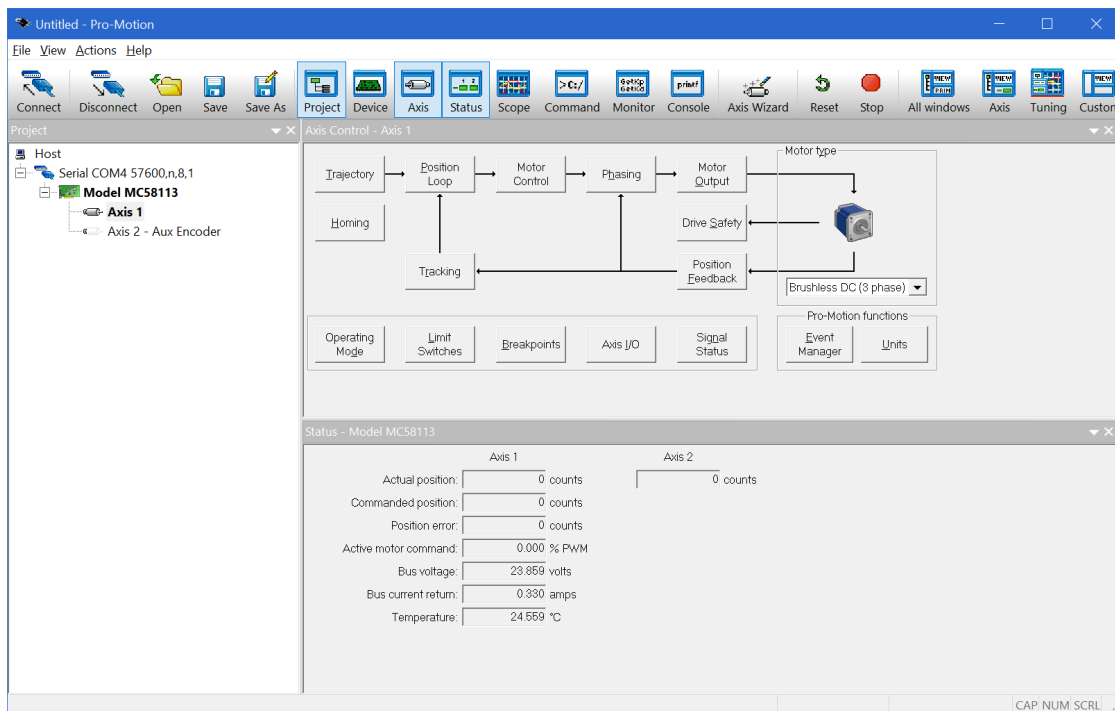 Untitled - Pro-Motion
File View Actions Help
Connect Disconnect Open Save Save As Project Device Axis Status Scope Command Monitor Console Axis Wizard Reset Stop All windows Axis Tuning Custom
Project
Host
Serial COM4 57600,n,8,1
Model MC58113
Axis 1
Axis 2 - Aux Encoder
Axis Control - Axis 1
Trajectory
Position Loop
Motor Control
Phasing
Motor Output
Motor type
Homing
Drive Safety
Tracking
Position Feedback
Brushless DC (3 phase)
Operating Mode
Limit Switches
Breakpoints
Axis I/O
Signal Status
Pro-Motion functions
Event Manager
Units
Status - Model MC58113
Axis 1 Axis 2
Actual position: 0 counts 0 counts
Commanded position: 0 counts
Position error: 0 counts
Active motor command: 0.000 % PWM
Bus voltage: 23.859 volts
Bus current return: 0.330 amps
Temperature: 24.559 °C
CAP NUM SCRL